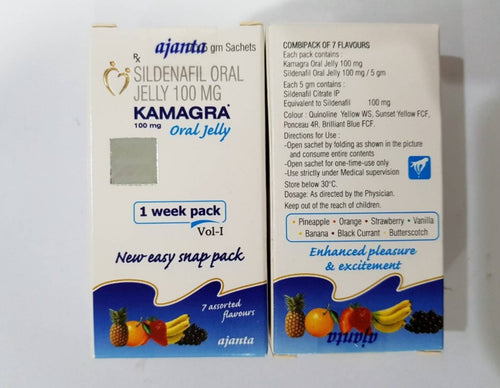 ajanta
gm Sachets
Rx
SILDENAFIL ORAL
JELLY 100 MG
KAMAGRA
100 mg
Oral Jelly
1 week pack
Vol-I
New easy snap pack
7 assorted
flavours
ajanta
COMBIPACK OF 7 FLAVOURS
Each pack contains :
Kamagra Oral Jelly 100 mg
Sildenafil Oral Jelly 100 mg / 5 gm
Each 5 gm contains :
Sildenafil Citrate IP
Equivalent to Sildenafil 100 mg
Colour : Quinoline Yellow WS, Sunset Yellow FCF,
Ponceau 4R, Brilliant Blue FCF.
Directions for Use :
-Open sachet by folding as shown in the picture
and consume entire contents
-Open sachet for one-time-use only
-Use strictly under Medical supervision
Store below 30°C.
Dosage: As directed by the Physician.
Keep out of the reach of children.
• Pineapple • Orange • Strawberry • Vanilla
• Banana • Black Currant • Butterscotch
Enhanced pleasure
& excitement
ajanta